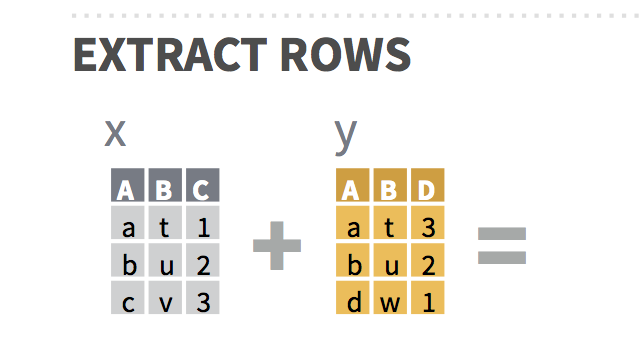 EXTRACT ROWS
x y
A B C A B D
a t 1 a t 3
+ =
b u 2 b u 2
c v 3 d w 1